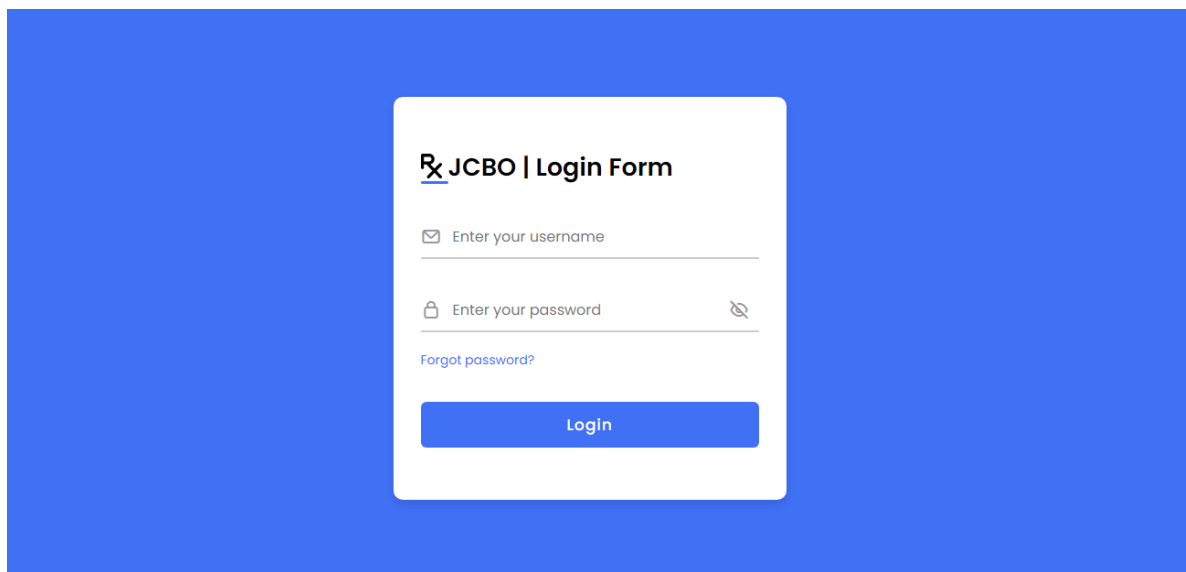 ℞ JCBO | Login Form
Enter your username
Enter your password
Forgot password?
Login